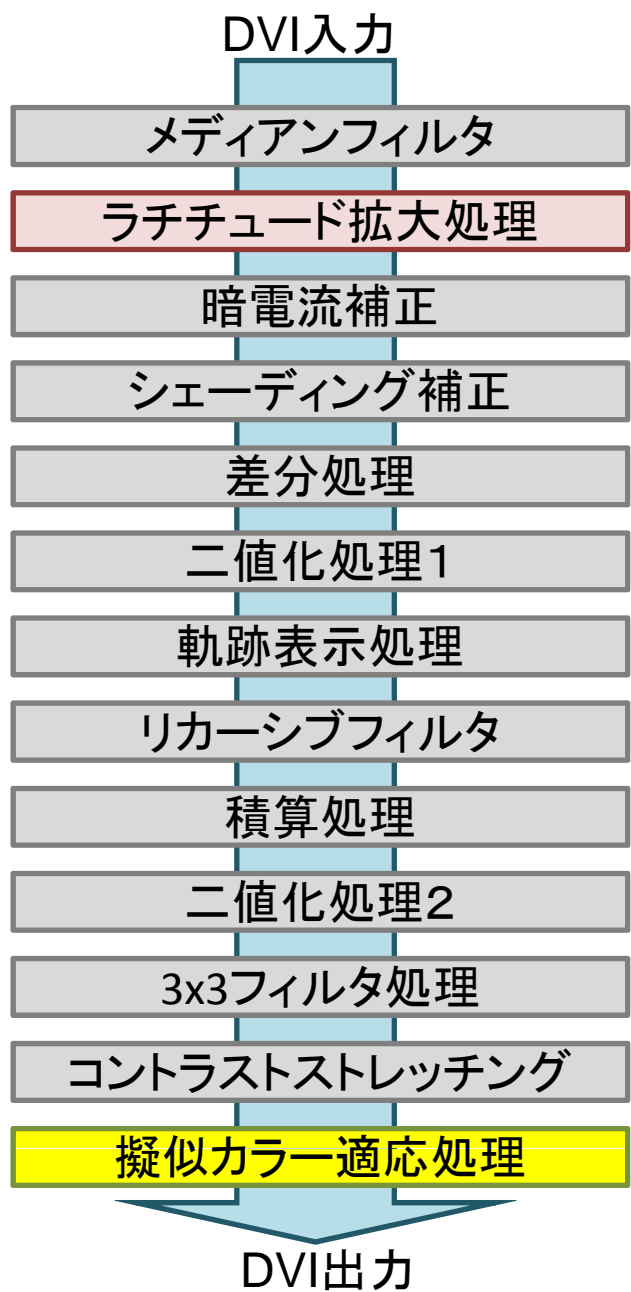 DVI入力
メディアンフィルタ
ラチチュード拡大処理
暗電流補正
シェーディング補正
差分処理
二値化処理１
軌跡表示処理
リカーシブフィルタ
積算処理
二値化処理２
3x3フィルタ処理
コントラストストレッチング
擬似カラー適応処理
DVI出力